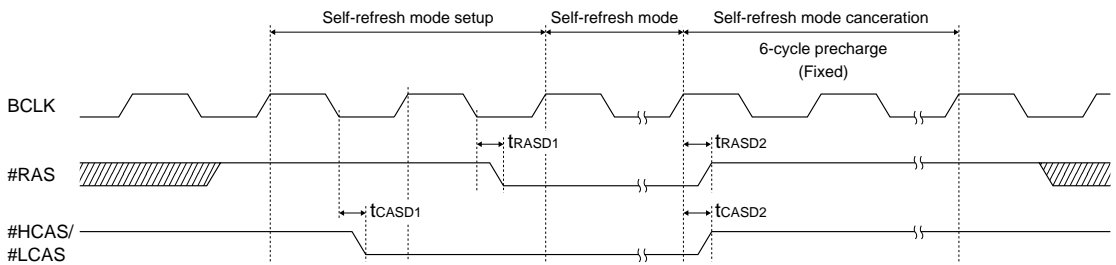 Self-refresh mode setup Self-refresh mode Self-refresh mode canceration
6-cycle precharge
(Fixed)
BCLK
tRASD1 tRASD2
#RAS
tCASD1 tCASD2
#HCAS/
#LCAS